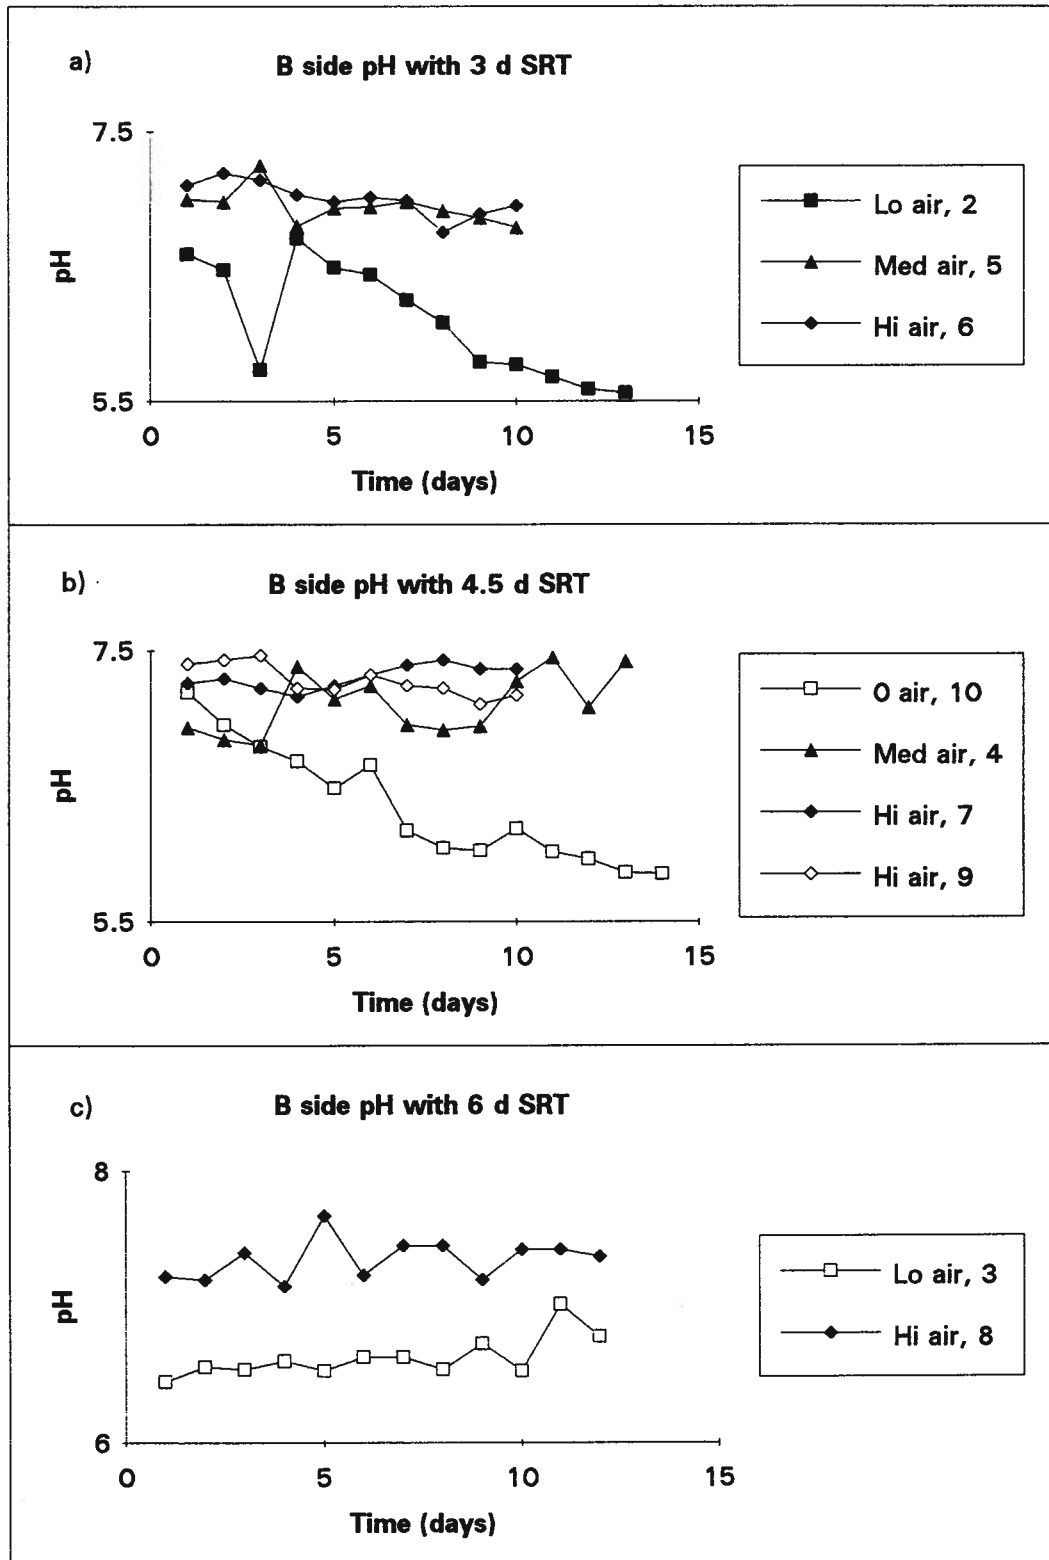 a)
B side pH with 3 d SRT
7.5
pH
5.5
0 5 10 15
Time (days)
Lo air, 2
Med air, 5
Hi air, 6
b)
B side pH with 4.5 d SRT
7.5
pH
5.5
0 5 10 15
Time (days)
0 air, 10
Med air, 4
Hi air, 7
Hi air, 9
c)
B side pH with 6 d SRT
8
pH
6
0 5 10 15
Time (days)
Lo air, 3
Hi air, 8